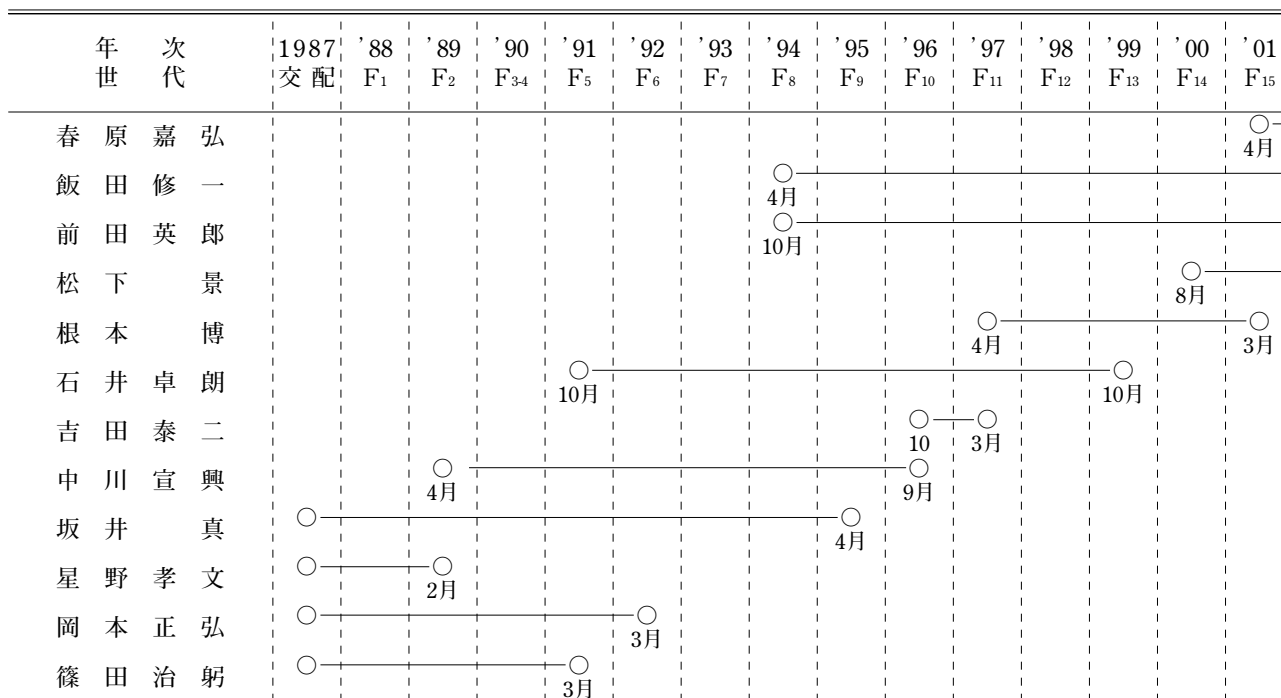 年次 1987 '88 '89 '90 '91 '92 '93 '94 '95 '96 '97 '98 '99 '00 '01
世代 交配 F1 F2 F3-4 F5 F6 F7 F8 F9 F10 F11 F12 F13 F14 F15
春原嘉弘 4月
飯田修一 4月
前田英郎 10月
松下景 8月
根本博 4月 3月
石井卓朗 10月 10月
吉田泰二 10 3月
中川宣興 4月 9月
坂井真 4月
星野孝文 2月
岡本正弘 3月
篠田治躬 3月